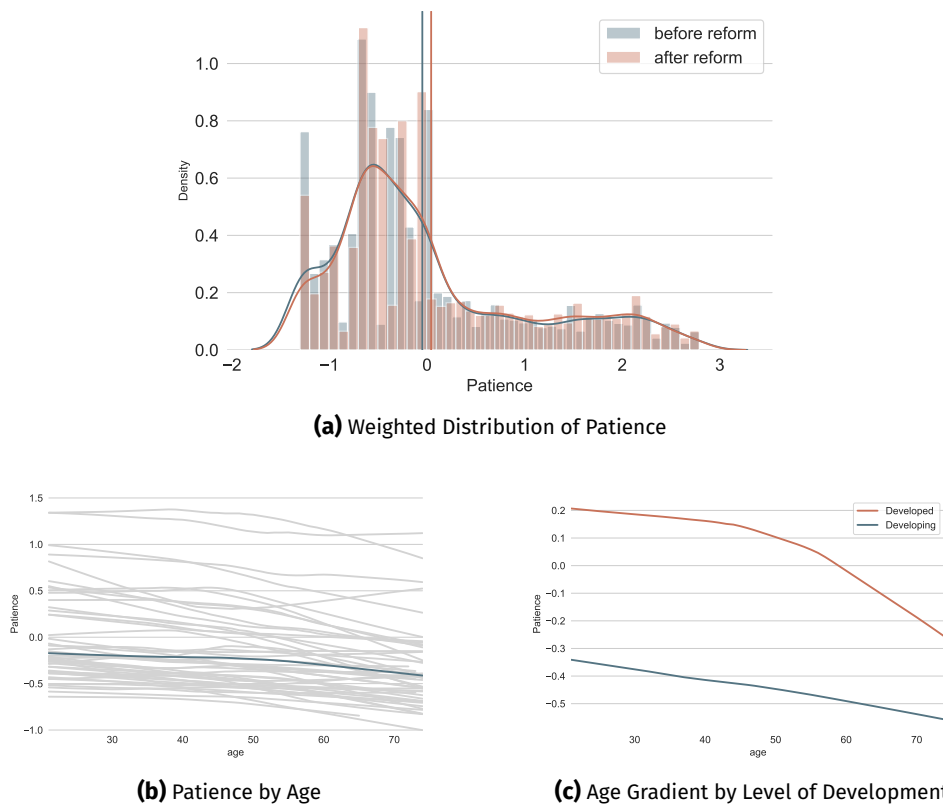 before reform
after reform
1.0
0.8
0.6
0.4
0.2
0.0
Density
−2
−1
0
1
2
3
Patience
(a) Weighted Distribution of Patience
1.5
1.0
0.5
0.0
−0.5
−1.0
Patience
30
40
50
60
70
age
(b) Patience by Age
Developed
Developing
0.2
0.1
0.0
−0.1
−0.2
−0.3
−0.4
−0.5
Patience
30
40
50
60
70
age
(c) Age Gradient by Level of Development